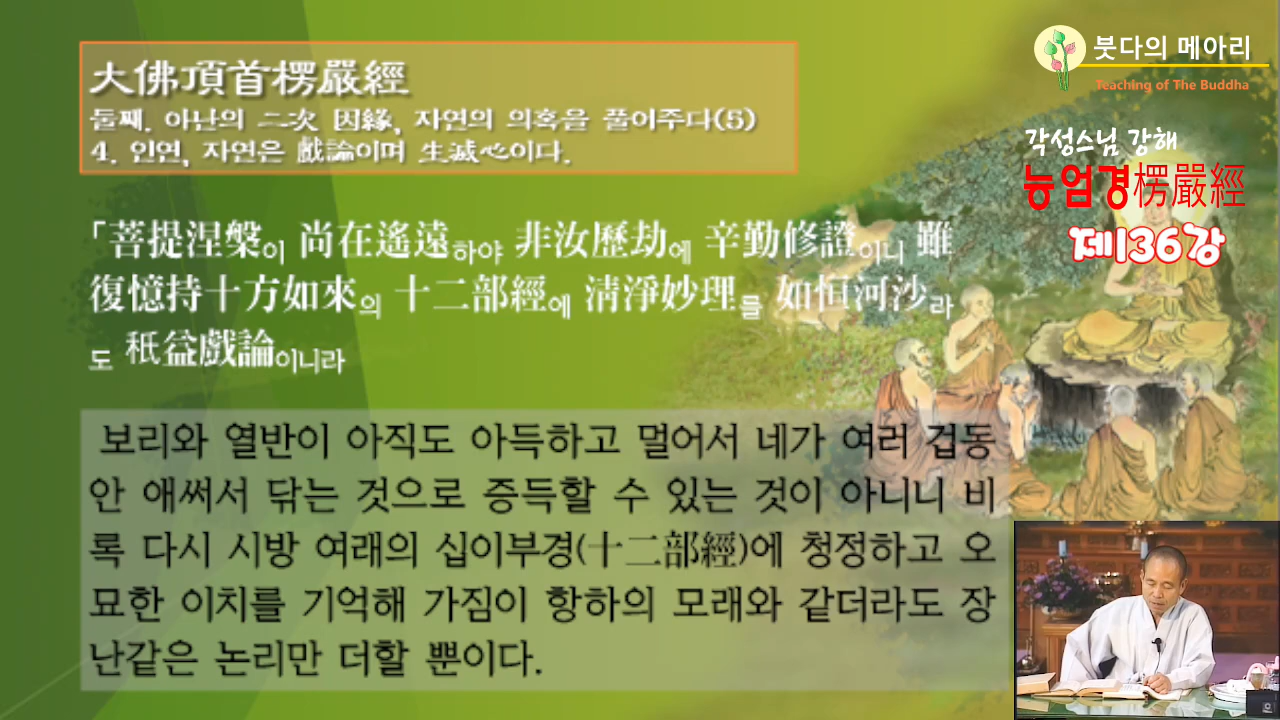 大佛頂首楞嚴經
둘째. 아난의 二次 因緣, 자연의 의혹을 풀어주다(5)
4. 인연, 자연은 戲論이며 生滅心이다.
「菩提涅槃이 尚在遙遠하야 非汝歷劫에 辛勤修證이니 雖
復憶持十方如來의 十二部經에 淸淨妙理를 如恒河沙라
도 秖益戲論이니라
보리와 열반이 아직도 아득하고 멀어서 네가 여러 겁동
안 애써서 닦는 것으로 증득할 수 있는 것이 아니니 비
록 다시 시방 여래의 십이부경(十二部經)에 청정하고 오
묘한 이치를 기억해 가짐이 항하의 모래와 같더라도 장
난같은 논리만 더할 뿐이다.
붓다의 메아리
Teaching of The Buddha
각성스님 강해
능엄경楞嚴經
제136강